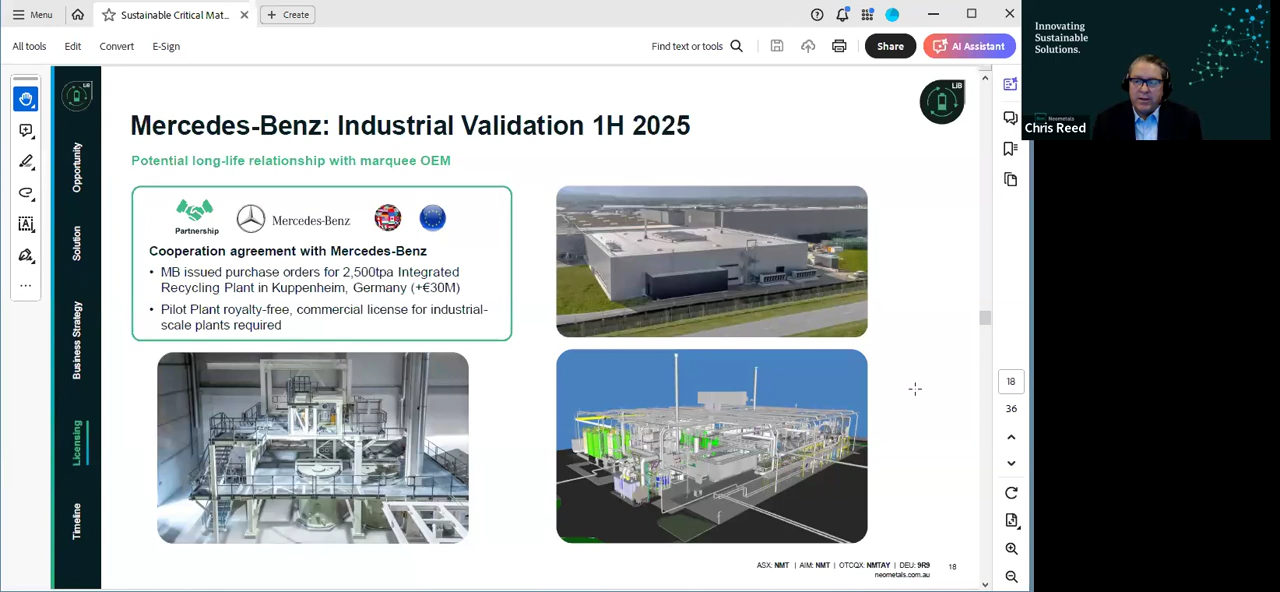 Menu
Sustainable Critical Mat...
Create
All tools
Edit
Convert
E-Sign
Find text or tools
Share
AI Assistant
Innovating
Sustainable
Solutions.
Neometals
Chris Reed
LiB
LiB
Opportunity
Solution
Business Strategy
Licensing
Timeline
Mercedes-Benz: Industrial Validation 1H 2025
Potential long-life relationship with marquee OEM
Partnership
Mercedes-Benz
Cooperation agreement with Mercedes-Benz
• MB issued purchase orders for 2,500tpa Integrated
Recycling Plant in Kuppenheim, Germany (+€30M)
• Pilot Plant royalty-free, commercial license for industrial-
scale plants required
18
36
ASX: NMT | AIM: NMT | OTCQX: NMTAY | DEU: 9R9
neometals.com.au
18